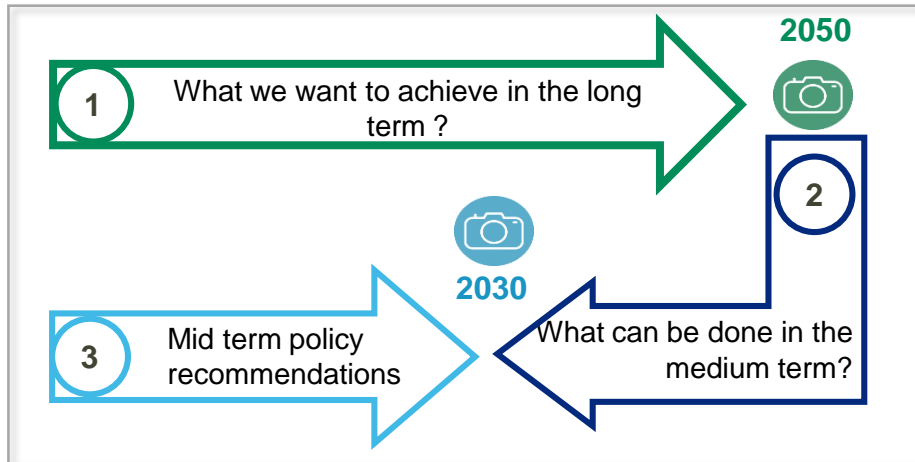 2050
1
What we want to achieve in the long
term ?
2
2030
What can be done in the
medium term?
3
Mid term policy
recommendations